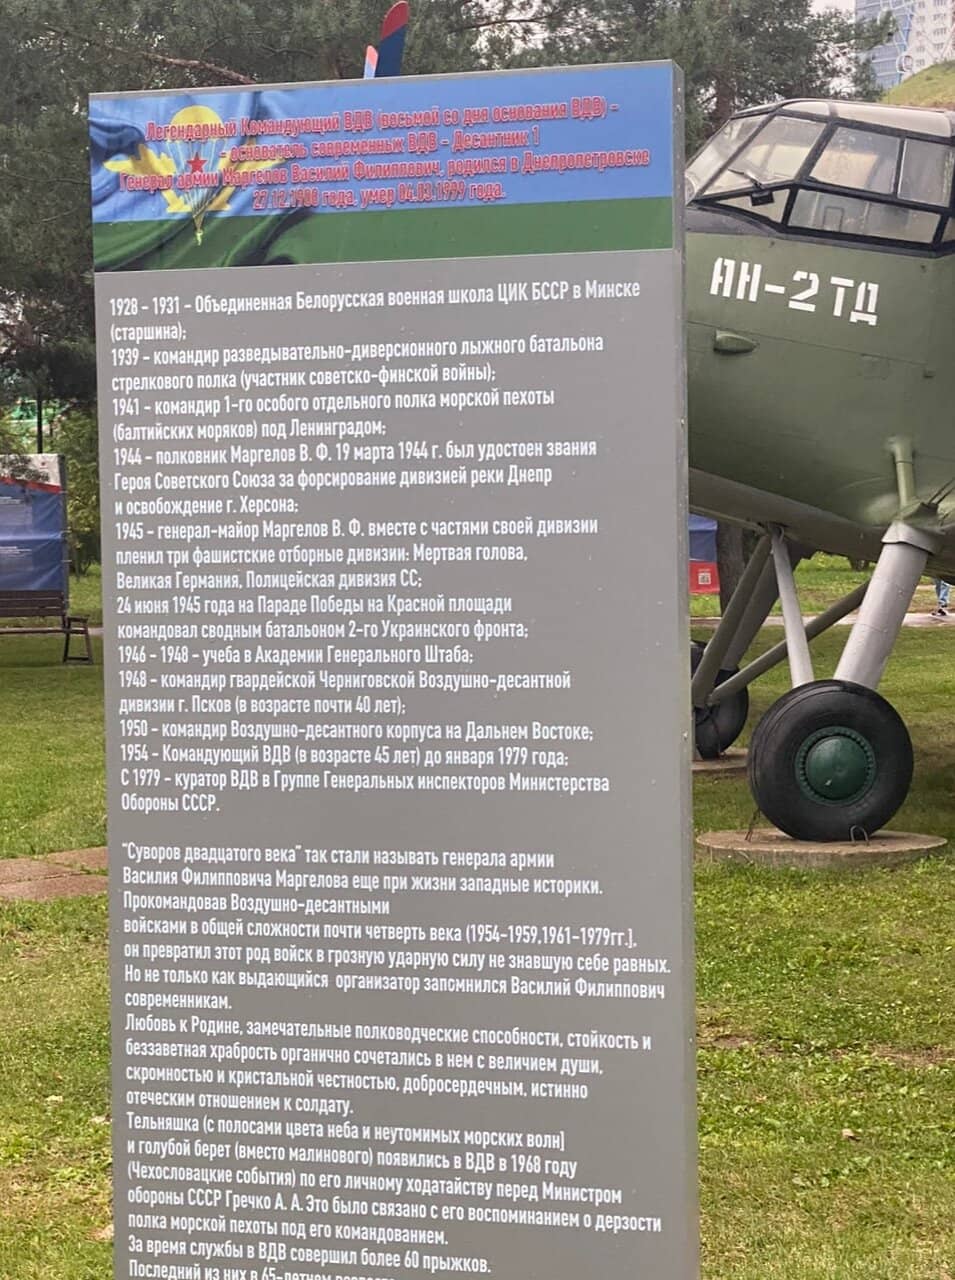 Легендарный Командующий ВДВ (восьмой со дня основания ВДВ) –
– основатель современных ВДВ – Десантник 1
Генерал армии Маргелов Василий Филиппович, родился в Днепропетровске
27.12.1908 года, умер 04.03.1999 года.
1928 – 1931 – Объединенная Белорусская военная школа ЦИК БССР в Минске
(старшина);
1939 – командир разведывательно-диверсионного лыжного батальона
стрелкового полка (участник советско-финской войны);
1941 – командир 1-го особого отдельного полка морской пехоты
(балтийских моряков) под Ленинградом;
1944 – полковник Маргелов В. Ф. 19 марта 1944 г. был удостоен звания
Героя Советского Союза за форсирование дивизией реки Днепр
и освобождение г. Херсона;
1945 – генерал-майор Маргелов В. Ф. вместе с частями своей дивизии
пленил три фашистские отборные дивизии: Мертвая голова,
Великая Германия, Полицейская дивизия СС;
24 июня 1945 года на Параде Победы на Красной площади
командовал сводным батальоном 2-го Украинского фронта;
1946 – 1948 – учеба в Академии Генерального Штаба;
1948 – командир гвардейской Черниговской Воздушно-десантной
дивизии г. Псков (в возрасте почти 40 лет);
1950 – командир Воздушно-десантного корпуса на Дальнем Востоке;
1954 – Командующий ВДВ (в возрасте 45 лет) до января 1979 года;
С 1979 – куратор ВДВ в Группе Генеральных инспекторов Министерства
Обороны СССР.
"Суворов двадцатого века" так стали называть генерала армии
Василия Филипповича Маргелова еще при жизни западные историки.
Прокомандовав Воздушно-десантными
войсками в общей сложности почти четверть века (1954-1959,1961-1979гг.],
он превратил этот род войск в грозную ударную силу не знавшую себе равных.
Но не только как выдающийся организатор запомнился Василий Филиппович
современникам.
Любовь к Родине, замечательные полководческие способности, стойкость и
беззаветная храбрость органично сочетались в нем с величием души,
скромностью и кристальной честностью, добросердечным, истинно
отеческим отношением к солдату.
Тельняшка (с полосами цвета неба и неутомимых морских волн]
и голубой берет (вместо малинового) появились в ВДВ в 1968 году
(Чехословацкие события) по его личному ходатайству перед Министром
обороны СССР Гречко А. А. Это было связано с его воспоминанием о дерзости
полка морской пехоты под его командованием.
За время службы в ВДВ совершил более 60 прыжков.
Последний из них в 65-летнем
АН-2ТД